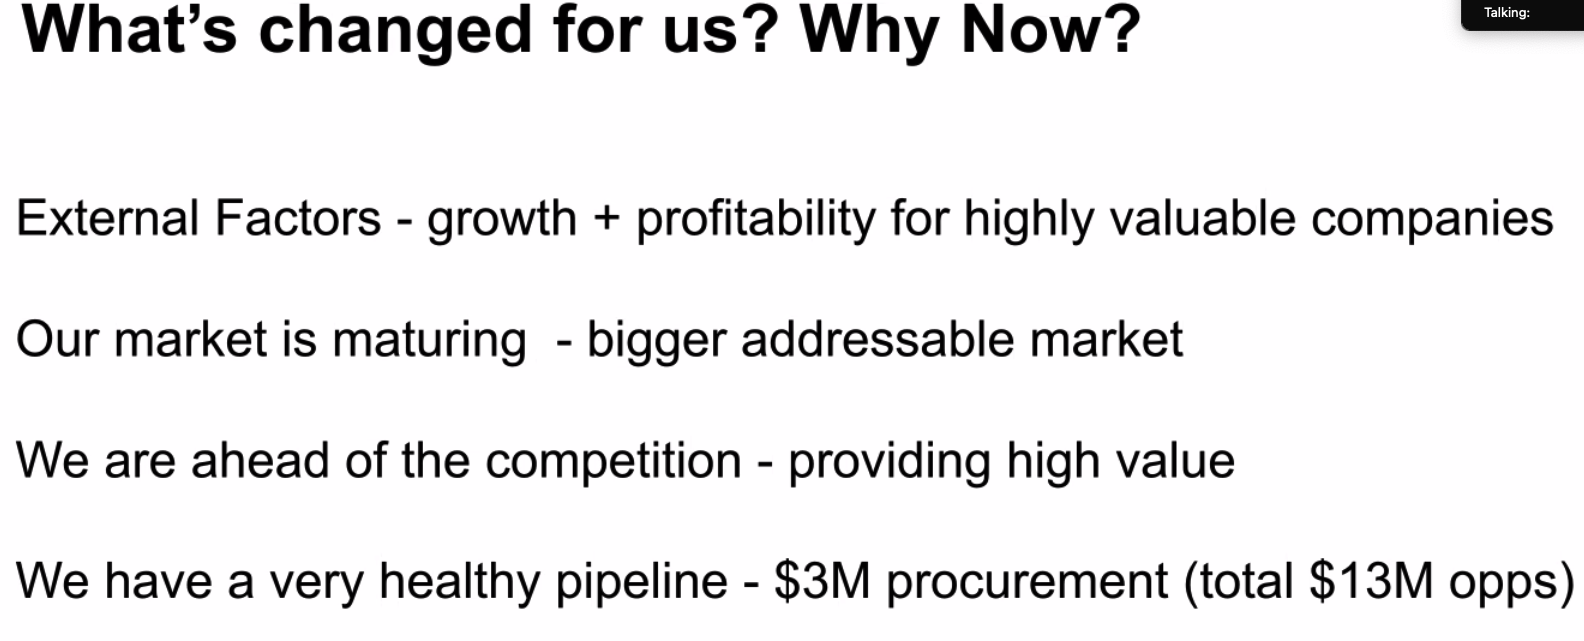 What’s changed for us? Why Now?
Talking:
External Factors - growth + profitability for highly valuable companies
Our market is maturing  - bigger addressable market
We are ahead of the competition - providing high value
We have a very healthy pipeline - $3M procurement (total $13M opps)